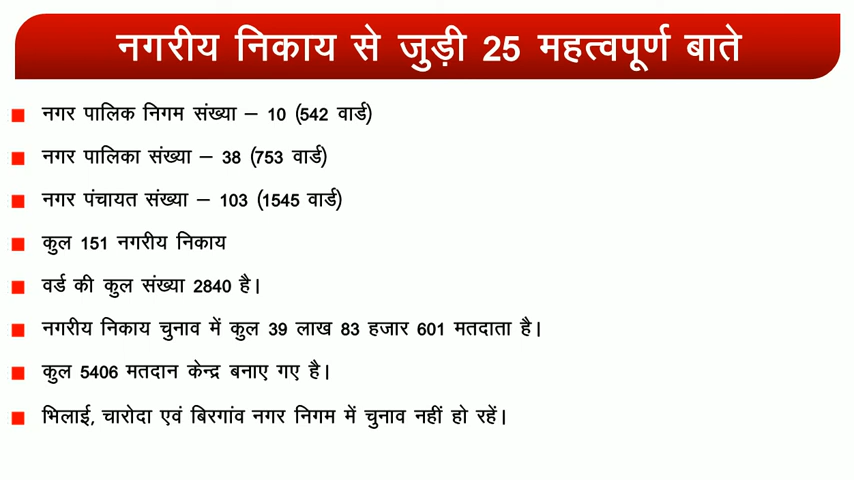 नगरीय निकाय से जुड़ी 25 महत्वपूर्ण बाते
नगर पालिक निगम संख्या – 10 (542 वार्ड)
नगर पालिका संख्या – 38 (753 वार्ड)
नगर पंचायत संख्या – 103 (1545 वार्ड)
कुल 151 नगरीय निकाय
वर्ड की कुल संख्या 2840 है।
नगरीय निकाय चुनाव में कुल 39 लाख 83 हजार 601 मतदाता है।
कुल 5406 मतदान केन्द्र बनाए गए है।
भिलाई, चारोदा एवं बिरगांव नगर निगम में चुनाव नहीं हो रहें।